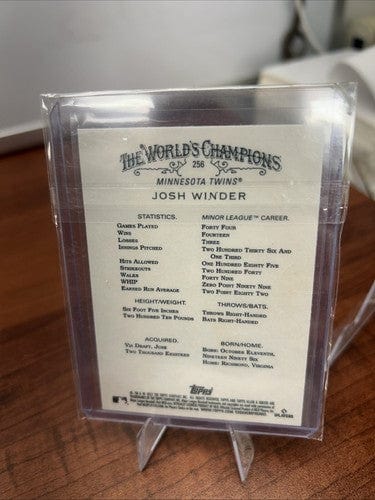 THE WORLD'S CHAMPIONS
256
MINNESOTA TWINS®
JOSH WINDER
STATISTICS. MINOR LEAGUE™ CAREER.
GAMES PLAYED FORTY FOUR
WINS FOURTEEN
LOSSES THREE
INNINGS PITCHED TWO HUNDRED THIRTY SIX AND
ONE THIRD
HITS ALLOWED ONE HUNDRED EIGHTY FIVE
STRIKEOUTS TWO HUNDRED FORTY
WALKS FORTY NINE
WHIP ZERO POINT NINETY NINE
EARNED RUN AVERAGE TWO POINT EIGHTY TWO
HEIGHT/WEIGHT. THROWS/BATS.
SIX FOOT FIVE INCHES THROWS RIGHT-HANDED
TWO HUNDRED TEN POUNDS BATS RIGHT-HANDED
ACQUIRED. BORN/HOME.
VIA DRAFT, JUNE BORN: OCTOBER ELEVENTH,
TWO THOUSAND EIGHTEEN NINETEEN NINETY SIX
HOME: RICHMOND, VIRGINIA
TOPPS